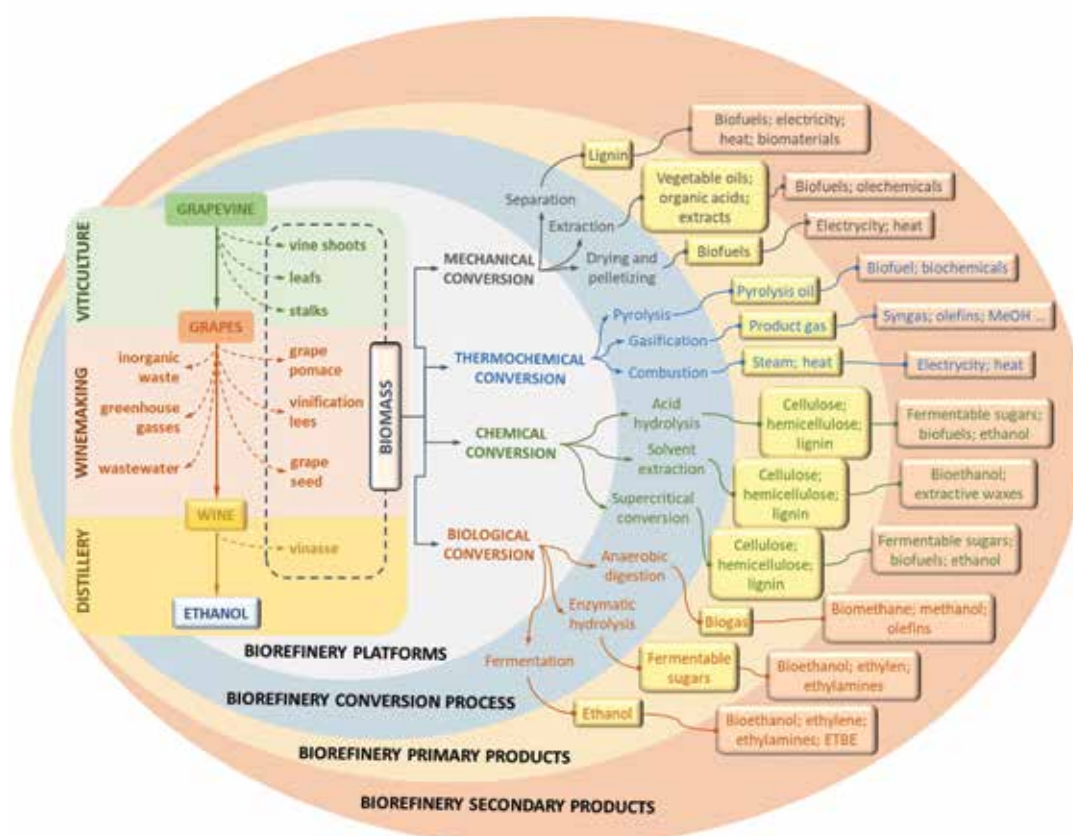 VITICULTURE
GRAPEVINE
vine shoots
leafs
stalks
WINEMAKING
GRAPES
inorganic
waste
greenhouse
gasses
wastewater
grape
pomace
vinification
lees
grape
seed
DISTILLERY
WINE
vinasse
ETHANOL
BIOMASS
MECHANICAL
CONVERSION
Separation
Extraction
Drying and
pelletizing
Lignin
Vegetable oils;
organic acids;
extracts
Biofuels
Biofuels; electricity;
heat; biomaterials
Biofuels; olechemicals
Electrycity; heat
THERMOCHEMICAL
CONVERSION
Pyrolysis
Gasification
Combustion
Pyrolysis oil
Product gas
Steam; heat
Biofuel; biochemicals
Syngas; olefins; MeOH ...
Electrycity; heat
CHEMICAL
CONVERSION
Acid
hydrolysis
Solvent
extraction
Supercritical
conversion
Cellulose;
hemicellulose;
lignin
Cellulose;
hemicellulose;
lignin
Cellulose;
hemicellulose;
lignin
Fermentable sugars;
biofuels; ethanol
Bioethanol;
extractive waxes
Fermentable sugars;
biofuels; ethanol
BIOLOGICAL
CONVERSION
Anaerobic
digestion
Enzymatic
hydrolysis
Fermentation
Biogas
Fermentable
sugars
Ethanol
Biomethane; methanol;
olefins
Bioethanol; ethylen;
ethylamines
Bioethanol; ethylene;
ethylamines; ETBE
BIOREFINERY PLATFORMS
BIOREFINERY CONVERSION PROCESS
BIOREFINERY PRIMARY PRODUCTS
BIOREFINERY SECONDARY PRODUCTS